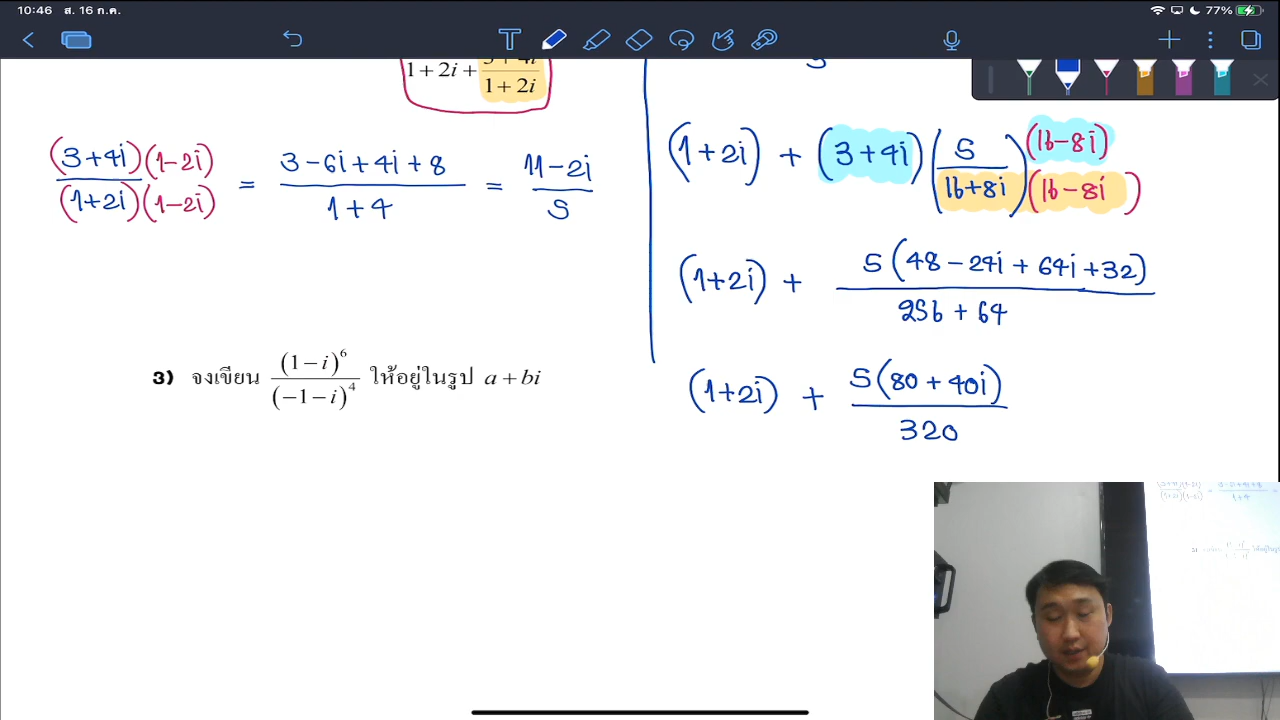 10:46 ส. 16 ก.ค.
77%
1 + 2i + (3 + 4i)/(1 + 2i)
(3+4i)(1-2i)/(1+2i)(1-2i) = (3-6i+4i+8)/(1+4) = (11-2i)/5
3) จงเขียน (1-i)^6/(-1-i)^4 ให้อยู่ในรูป a + bi
(1+2i) + (3+4i)(5/(16+8i))(16-8i)/(16-8i)
(1+2i) + 5(48-24i+64i+32)/(256+64)
(1+2i) + 5(80+40i)/320